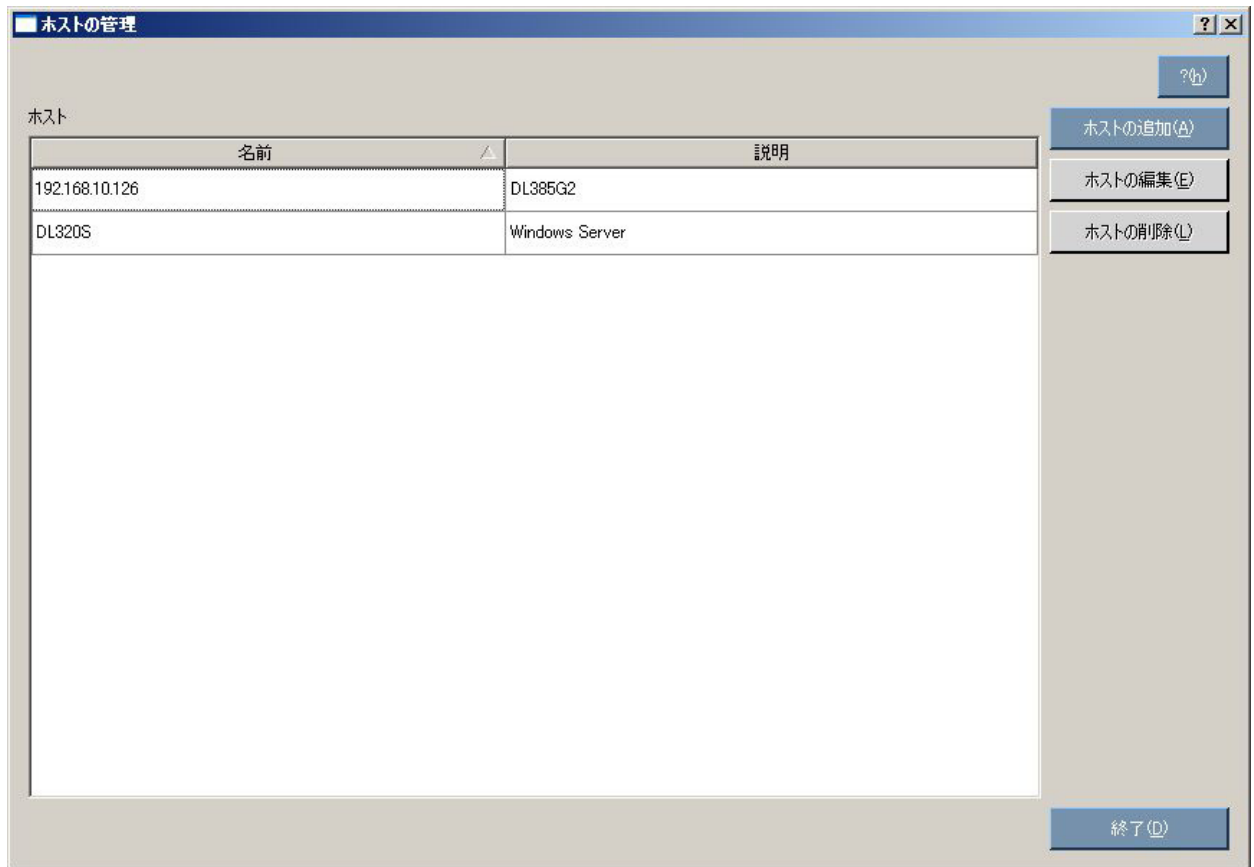 ホストの管理
?(h)
ホスト
ホストの追加(A)
名前 説明
192.168.10.126 DL385G2
ホストの編集(E)
DL320S Windows Server
ホストの削除(L)
終了(D)